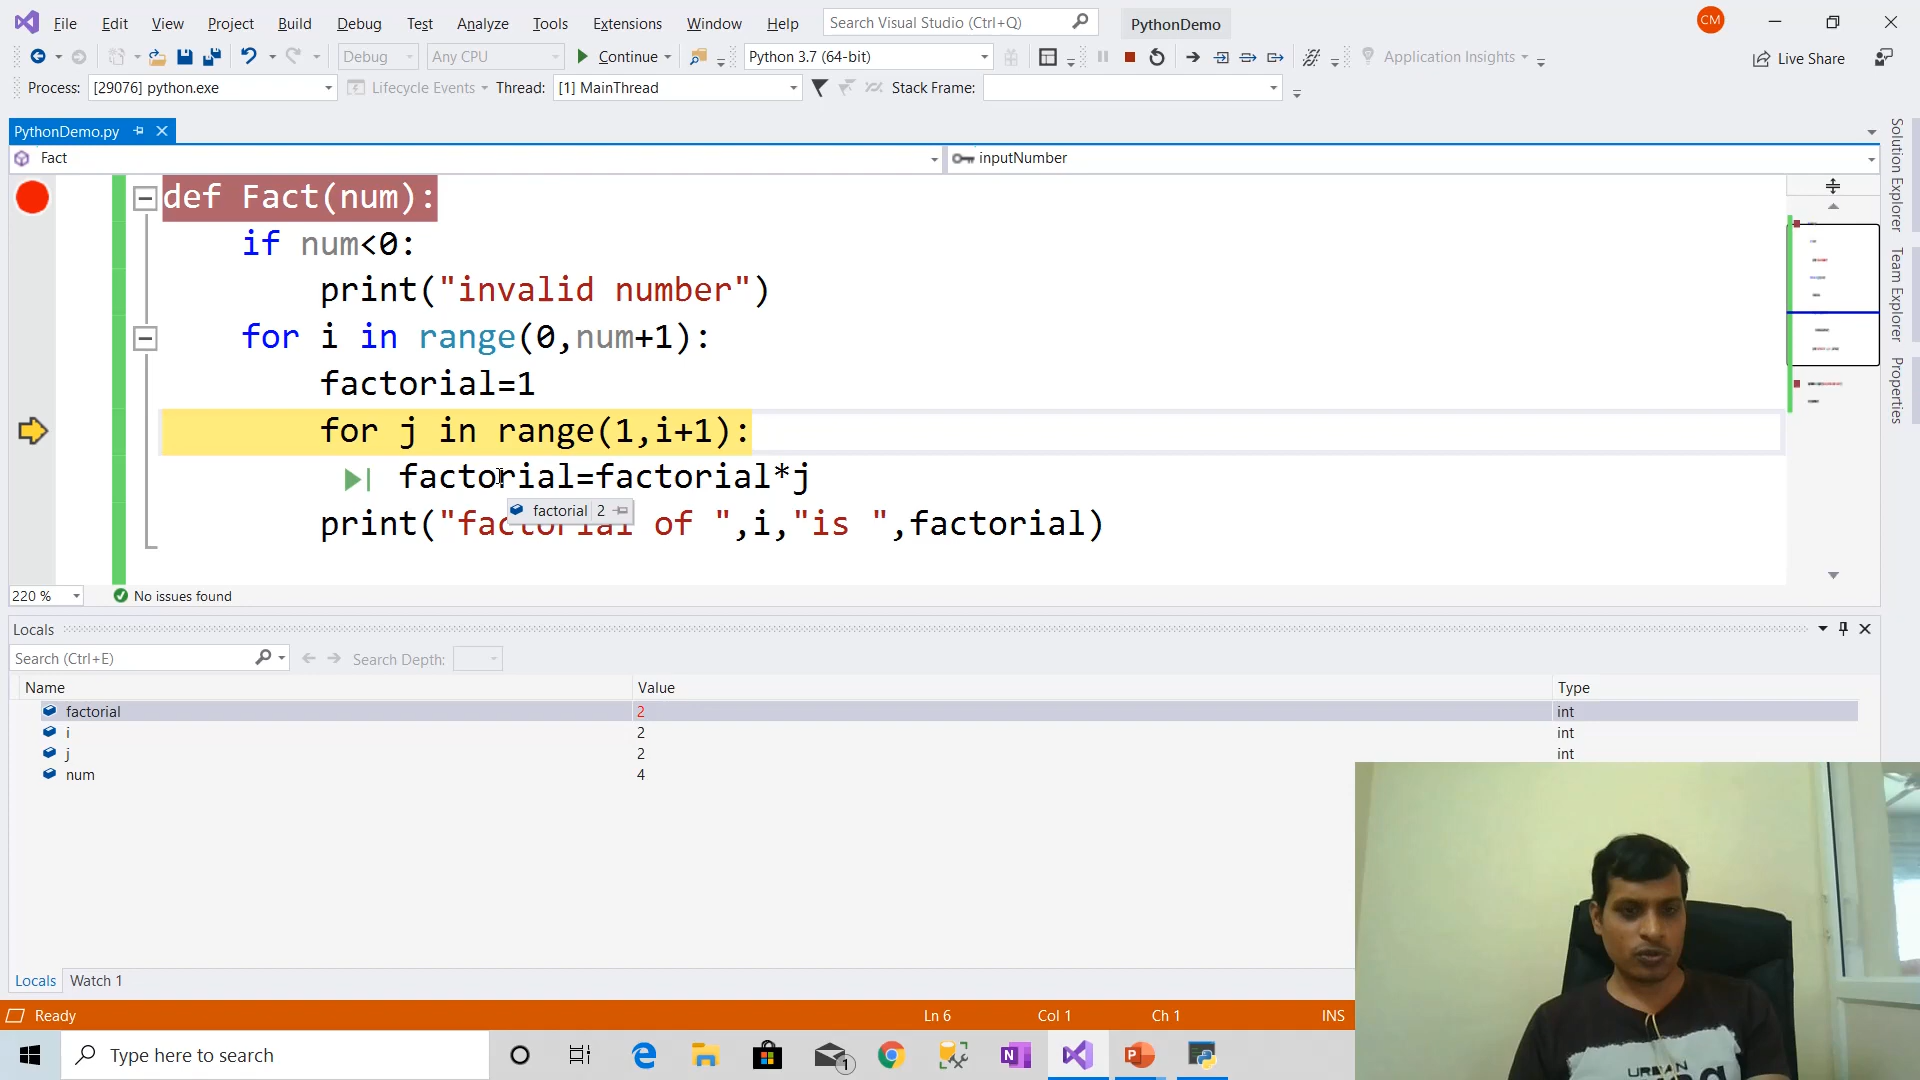 File Edit View Project Build Debug Test Analyze Tools Extensions Window Help Search Visual Studio (Ctrl+Q) PythonDemo CM
Debug Any CPU Continue Python 3.7 (64-bit) Application Insights Live Share
Process: [29076] python.exe Lifecycle Events Thread: [1] MainThread Stack Frame:
PythonDemo.py
Fact inputNumber
def Fact(num):
if num<0:
print("invalid number")
for i in range(0,num+1):
factorial=1
for j in range(1,i+1):
factorial=factorial*j
factorial 2
print("factorial of ",i,"is ",factorial)
220 % No issues found
Solution Explorer
Team Explorer
Properties
Locals
Search (Ctrl+E) Search Depth:
Name Value Type
factorial 2 int
i 2 int
j 2 int
num 4
Locals Watch 1
Ready Ln 6 Col 1 Ch 1 INS
Type here to search
1
URBAN